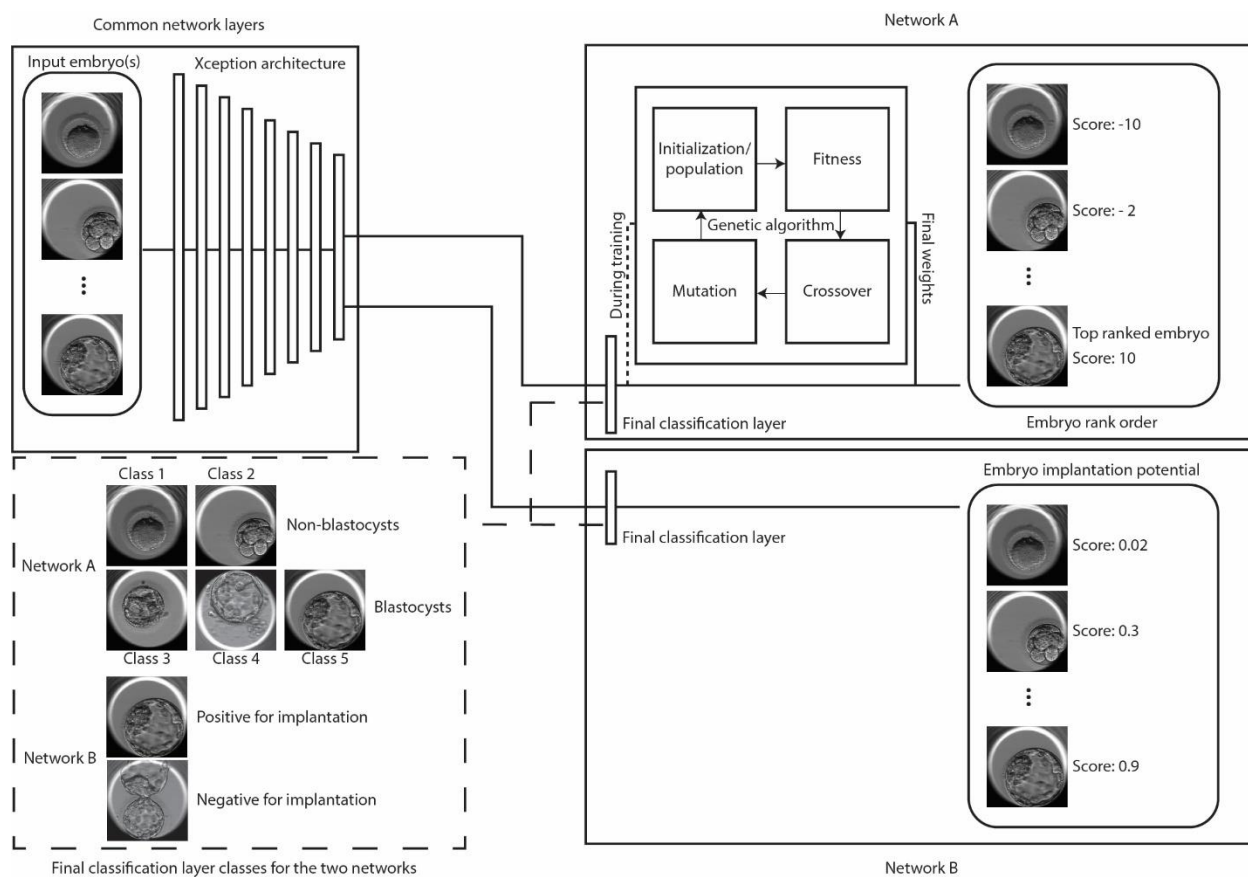 Common network layers
Input embryo(s)
Xception architecture
Network A
Initialization/
population
Fitness
Genetic algorithm
Mutation
Crossover
During training
Final weights
Final classification layer
Score: -10
Score: - 2
Top ranked embryo
Score: 10
Embryo rank order
Class 1
Class 2
Non-blastocysts
Network A
Blastocysts
Class 3
Class 4
Class 5
Positive for implantation
Network B
Negative for implantation
Final classification layer classes for the two networks
Final classification layer
Embryo implantation potential
Score: 0.02
Score: 0.3
Score: 0.9
Network B